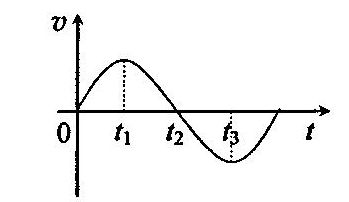 v
0 t₁ t₂ t₃ t